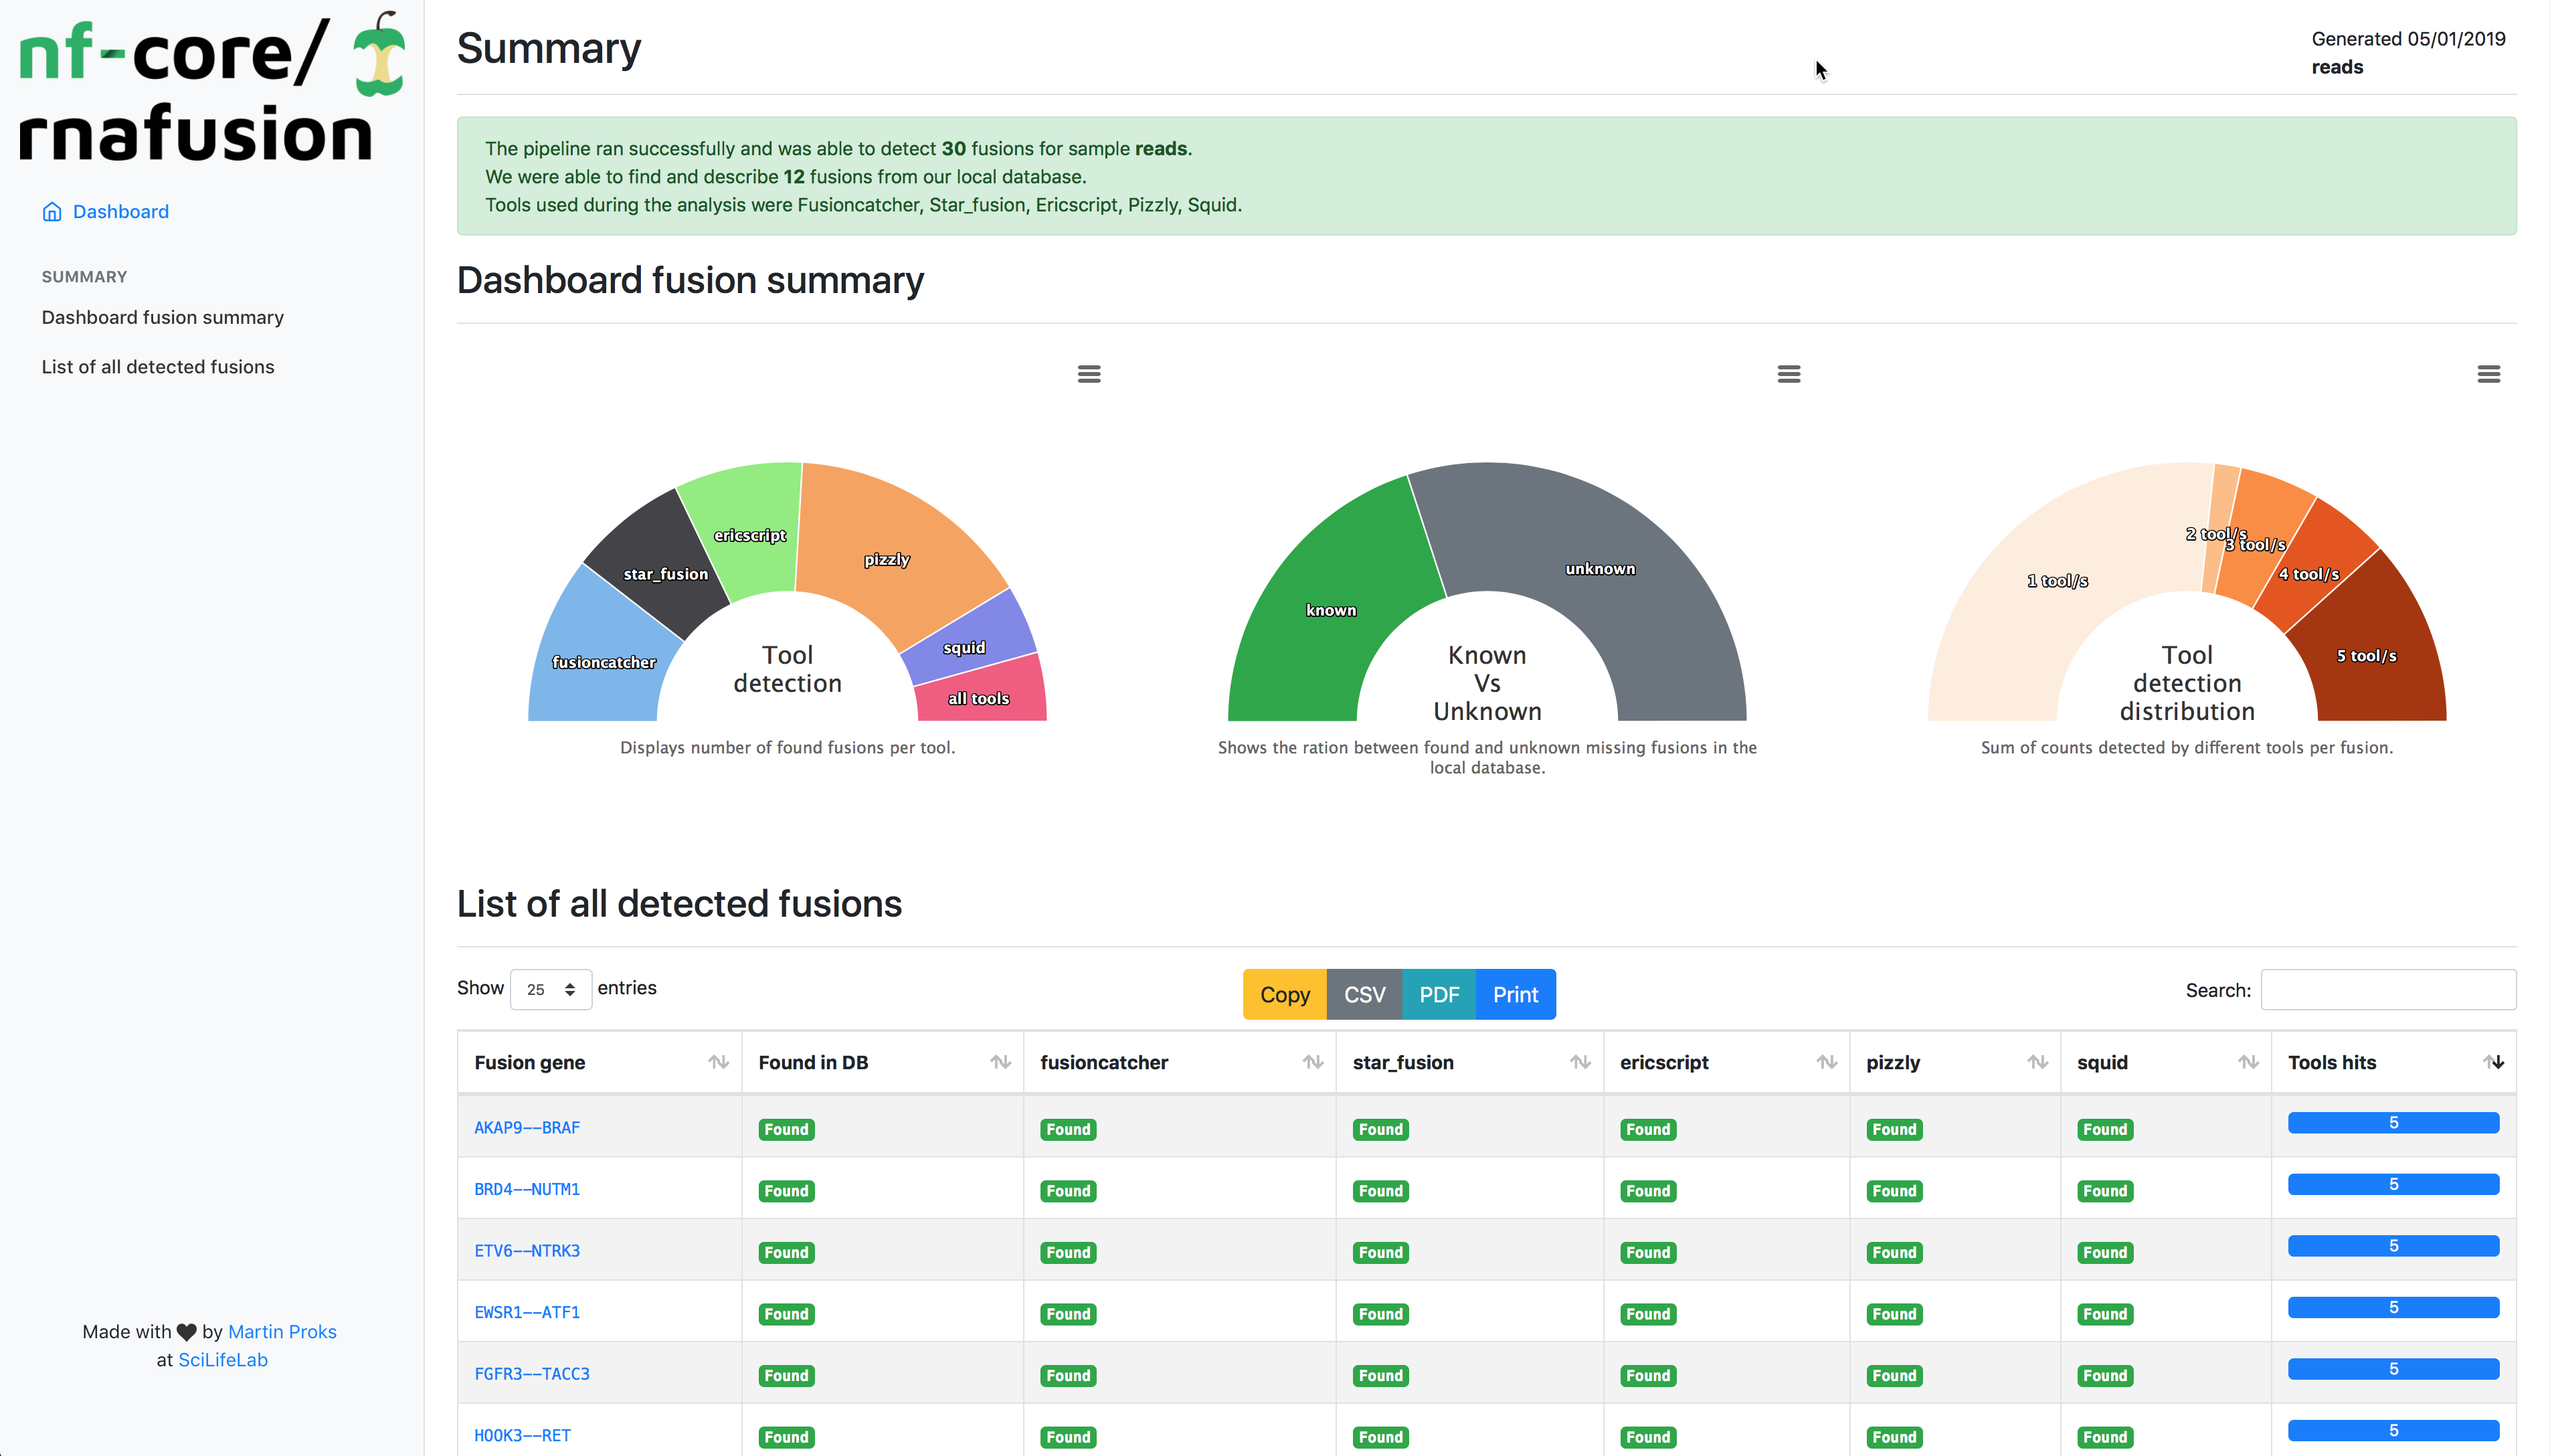 nf-core/
rnafusion
Dashboard
SUMMARY
Dashboard fusion summary
List of all detected fusions
Made with by Martin Proks
at SciLifeLab
Summary
Generated 05/01/2019
reads
The pipeline ran successfully and was able to detect 30 fusions for sample reads.
We were able to find and describe 12 fusions from our local database.
Tools used during the analysis were Fusioncatcher, Star_fusion, Ericscript, Pizzly, Squid.
Dashboard fusion summary
fusioncatcher
star_fusion
ericscript
pizzly
squid
all tools
Tool
detection
Displays number of found fusions per tool.
known
unknown
Known
Vs
Unknown
Shows the ration between found and unknown missing fusions in the
local database.
1 tool/s
2 tool/s
3 tool/s
4 tool/s
5 tool/s
Tool
detection
distribution
Sum of counts detected by different tools per fusion.
List of all detected fusions
Show 25 entries
Copy CSV PDF Print
Search:
Fusion gene Found in DB fusioncatcher star_fusion ericscript pizzly squid Tools hits
AKAP9--BRAF Found Found Found Found Found Found 5
BRD4--NUTM1 Found Found Found Found Found Found 5
ETV6--NTRK3 Found Found Found Found Found Found 5
EWSR1--ATF1 Found Found Found Found Found Found 5
FGFR3--TACC3 Found Found Found Found Found Found 5
HOOK3--RET Found Found Found Found Found Found 5